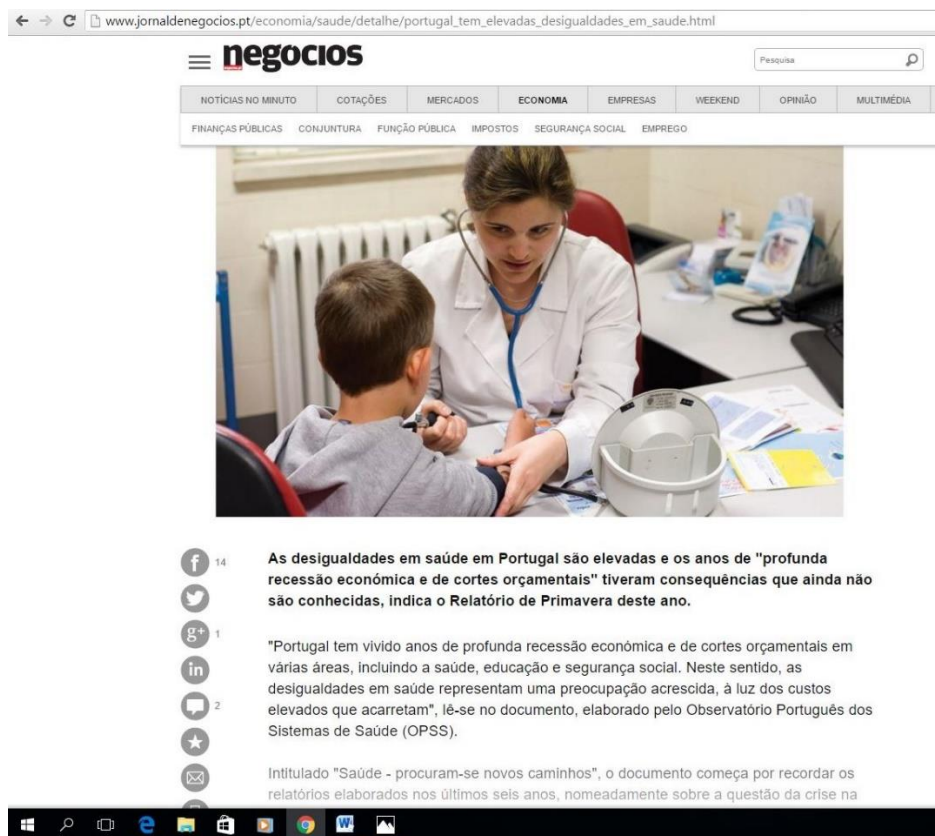 www.jornaldenegocios.pt/economia/saude/detalhe/portugal_tem_elevadas_desigualdades_em_saude.html
negocios
Pesquisa
NOTÍCIAS NO MINUTO COTAÇÕES MERCADOS ECONOMIA EMPRESAS WEEKEND OPINIÃO MULTIMÉDIA
FINANÇAS PÚBLICAS CONJUNTURA FUNÇÃO PÚBLICA IMPOSTOS SEGURANÇA SOCIAL EMPREGO
14
1
2
As desigualdades em saúde em Portugal são elevadas e os anos de "profunda
recessão económica e de cortes orçamentais" tiveram consequências que ainda não
são conhecidas, indica o Relatório de Primavera deste ano.
"Portugal tem vivido anos de profunda recessão económica e de cortes orçamentais em
várias áreas, incluindo a saúde, educação e segurança social. Neste sentido, as
desigualdades em saúde representam uma preocupação acrescida, à luz dos custos
elevados que acarretam", lê-se no documento, elaborado pelo Observatório Português dos
Sistemas de Saúde (OPSS).
Intitulado "Saúde - procuram-se novos caminhos", o documento começa por recordar os
relatórios elaborados nos últimos seis anos, nomeadamente sobre a questão da crise na